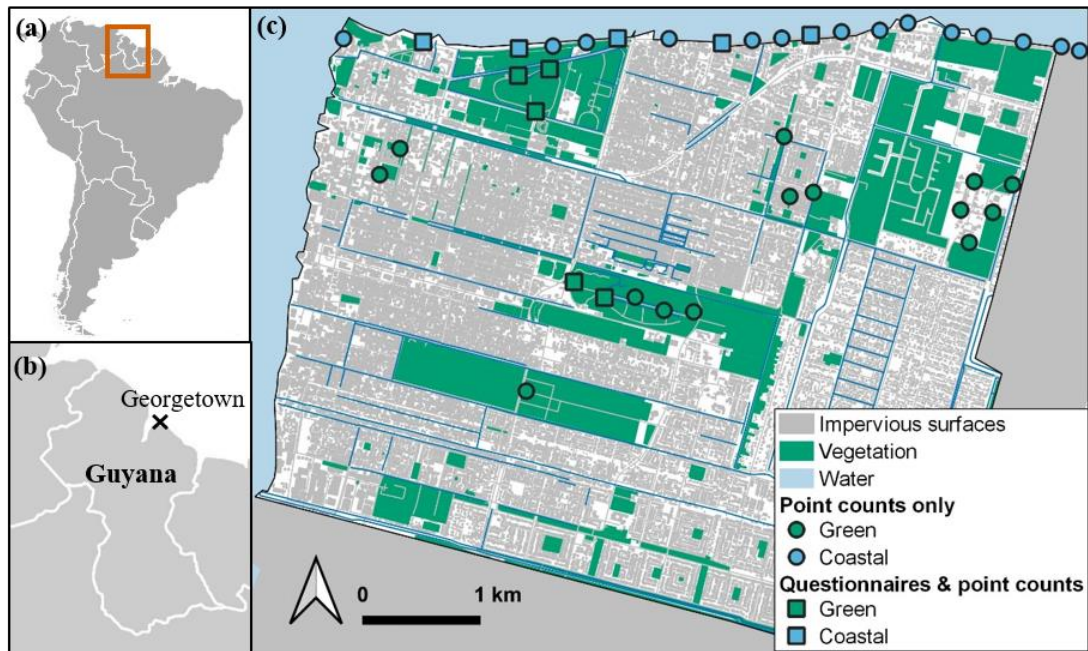 (a)
(b)
Georgetown
Guyana
(c)
0 1 km
Impervious surfaces
Vegetation
Water
Point counts only
Green
Coastal
Questionnaires & point counts
Green
Coastal